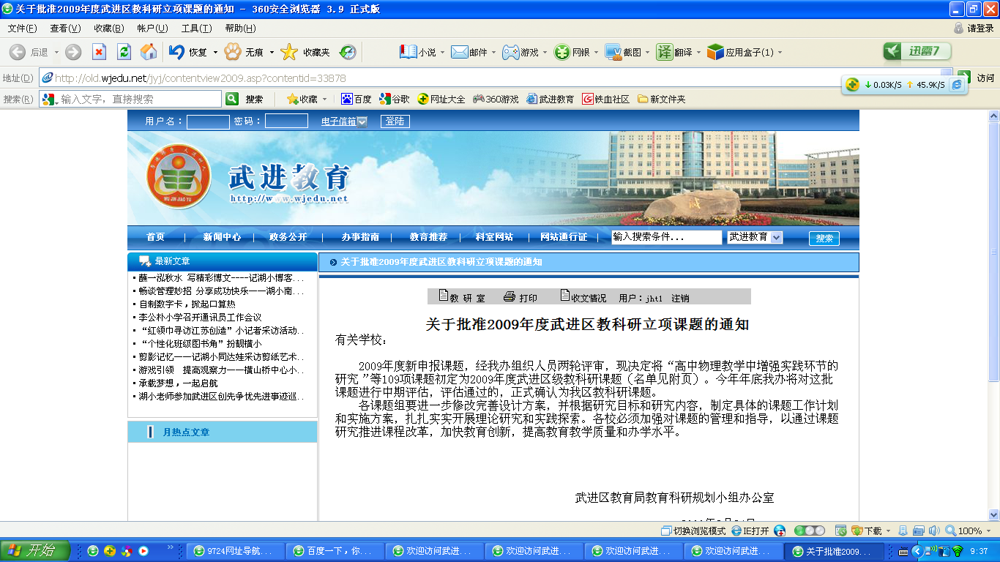 关于批准2009年度武进区教科研立项课题的通知 - 360安全浏览器 3.9 正式版
文件(F) 查看(V) 收藏(B) 帐户(U) 工具(T) 帮助(H) 请登录
后退 恢复 无痕 收藏夹 小说 邮件 游戏 网银 截图 翻译 应用盒子(1) 迅雷7
地址(D) http://old.wjedu.net/jyj/contentview2009.asp?contentid=33878 访问
0.03K/S 45.9K/S
搜索(R) 输入文字，直接搜索 搜索 收藏 百度 谷歌 网址大全 360游戏 武进教育 铁血社区 新文件夹
用户名： 密码： 电子信箱 登陆
武进教育
http://www.wjedu.net
WU JIN JIAO YU
首页 | 新闻中心 | 政务公开 | 办事指南 | 教育推荐 | 科室网站 | 网站通行证 | 输入搜索条件... 武进教育 搜索
最新文章
·蘸一泓秋水 写精彩博文----记湖小博客...
·畅谈管理妙招 分享成功快乐——湖小南...
·自制数字卡，掀起口算热
·李公朴小学召开通讯员工作会议
·“红领巾寻访江苏创造”小记者采访活动...
·“个性化班级图书角”扮靓横小
·剪影记忆——记湖小同达娃采访剪纸艺术...
·游戏引领 提高观察力——横山桥中心小...
·承载梦想，一起启航
·湖小老师参加武进区创先争优先进事迹巡...
月热点文章
关于批准2009年度武进区教科研立项课题的通知
教 研 室 打印 收文情况 用户：jht1 注销
关于批准2009年度武进区教科研立项课题的通知
有关学校：
2009年度新申报课题，经我办组织人员两轮评审，现决定将“高中物理教学中增强实践环节的
研究 ”等109项课题初定为2009年度武进区级教科研课题（名单见附页）。今年年底我办将对这批
课题进行中期评估，评估通过的，正式确认为我区教科研课题。
各课题组要进一步修改完善设计方案，并根据研究目标和研究内容，制定具体的课题工作计划
和实施方案，扎扎实实开展理论研究和实践探索。各校必须加强对课题的管理和指导，以通过课题
研究推进课程改革，加快教育创新，提高教育教学质量和办学水平。
武进区教育局教育科研规划小组办公室
切换浏览模式 IE打开 下载 100%
开始 9724网址导航... 百度一下，你... 欢迎访问武进... 欢迎访问武进... 欢迎访问武进... 欢迎访问武进... 关于批准2009... 9:37